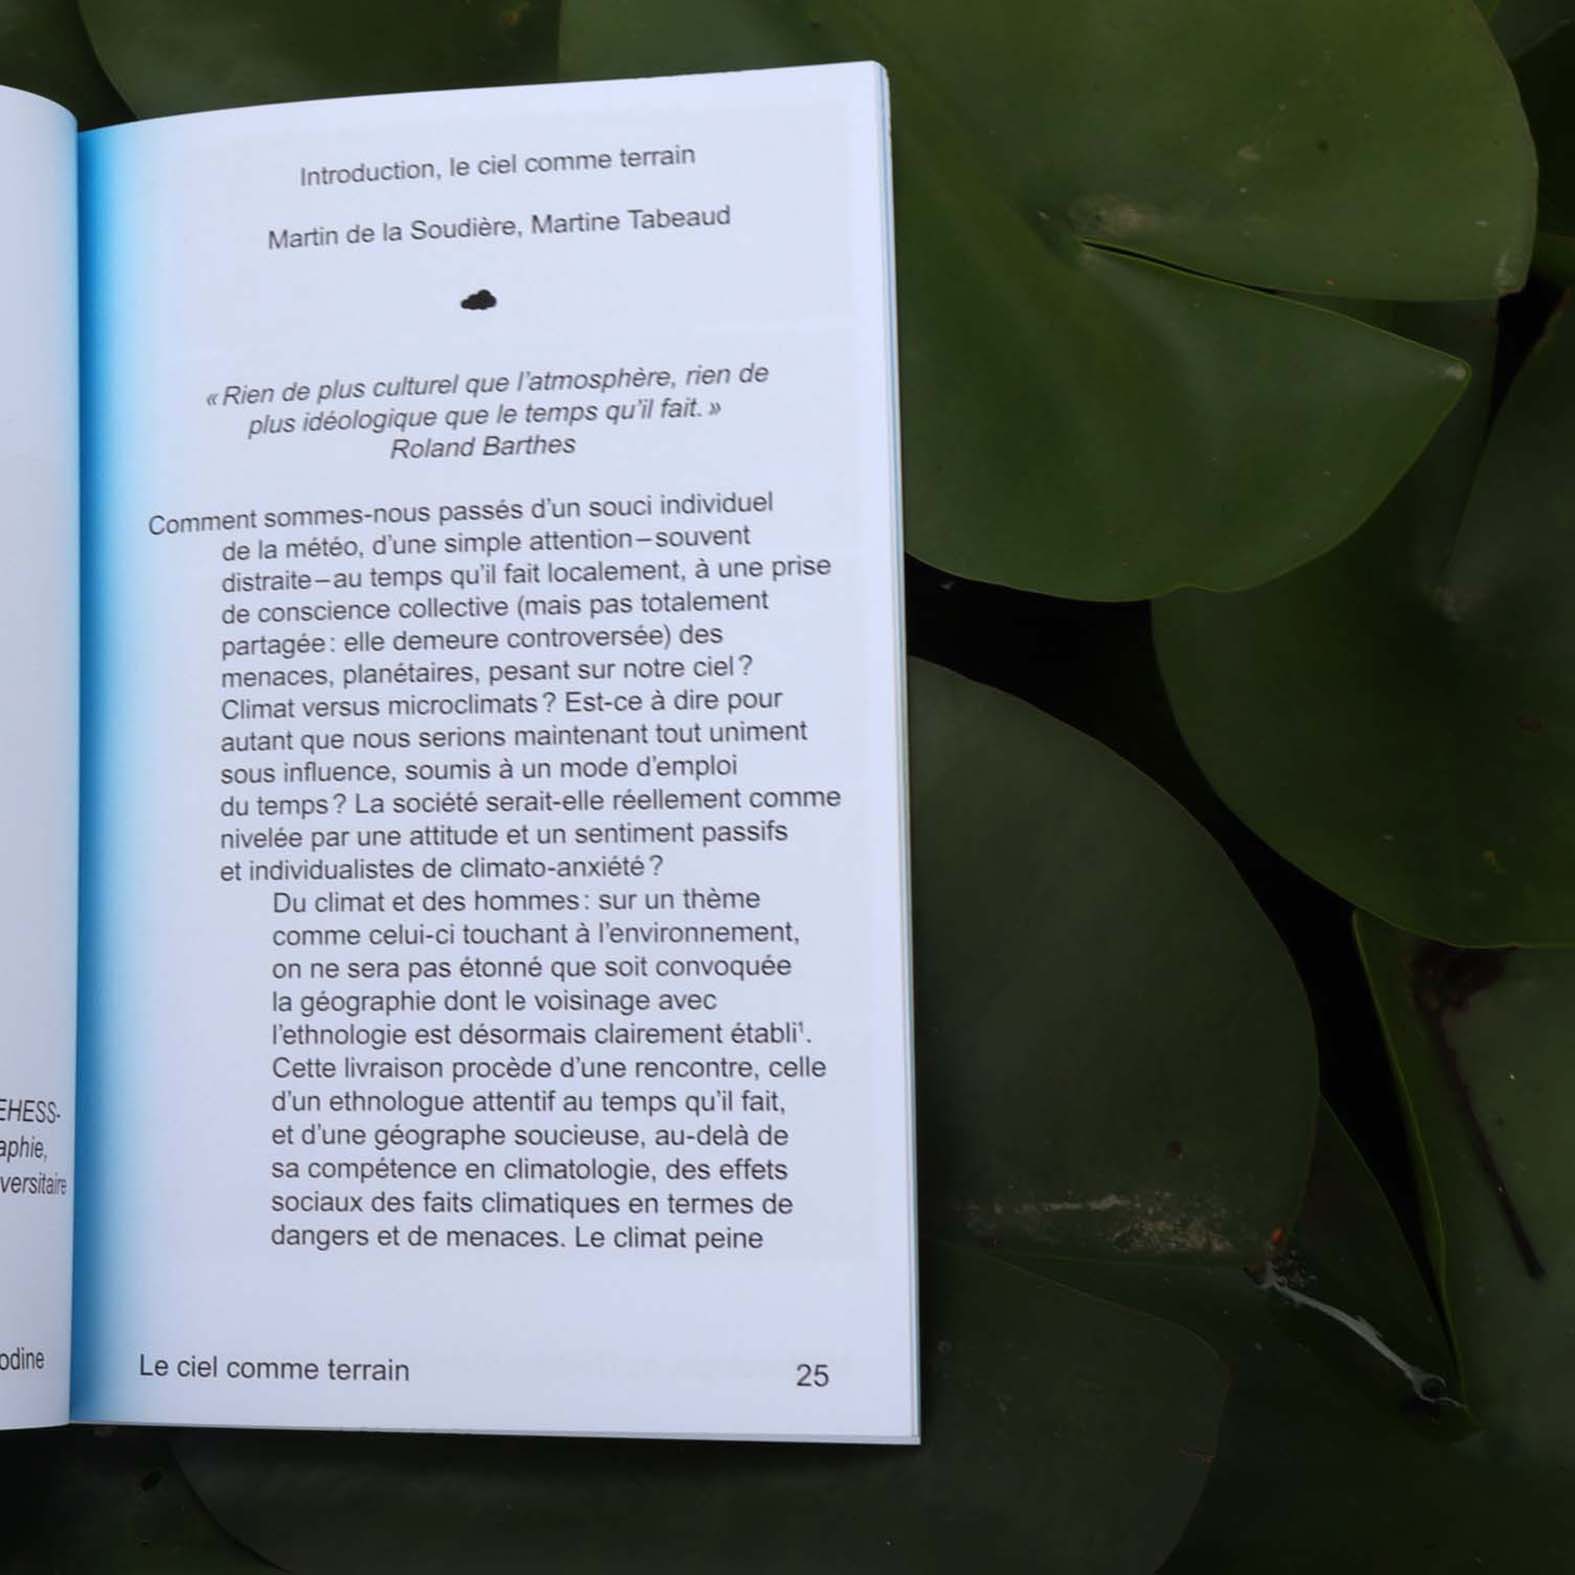 EHESS-
aphie,
versitaire
odine
Introduction, le ciel comme terrain
Martin de la Soudière, Martine Tabeaud
« Rien de plus culturel que l'atmosphère, rien de
plus idéologique que le temps qu'il fait. »
Roland Barthes
Comment sommes-nous passés d'un souci individuel
de la météo, d'une simple attention – souvent
distraite – au temps qu'il fait localement, à une prise
de conscience collective (mais pas totalement
partagée : elle demeure controversée) des
menaces, planétaires, pesant sur notre ciel ?
Climat versus microclimats ? Est-ce à dire pour
autant que nous serions maintenant tout uniment
sous influence, soumis à un mode d'emploi
du temps ? La société serait-elle réellement comme
nivelée par une attitude et un sentiment passifs
et individualistes de climato-anxiété ?
Du climat et des hommes : sur un thème
comme celui-ci touchant à l'environnement,
on ne sera pas étonné que soit convoquée
la géographie dont le voisinage avec
l'ethnologie est désormais clairement établi¹.
Cette livraison procède d'une rencontre, celle
d'un ethnologue attentif au temps qu'il fait,
et d'une géographe soucieuse, au-delà de
sa compétence en climatologie, des effets
sociaux des faits climatiques en termes de
dangers et de menaces. Le climat peine
Le ciel comme terrain
25